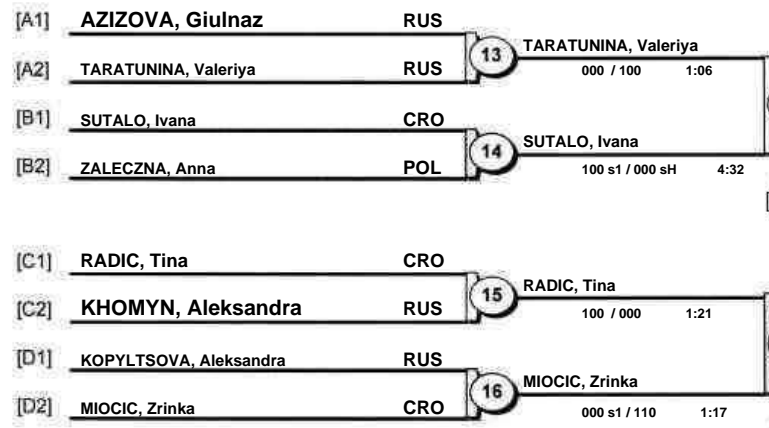 [A1] AZIZOVA, Giulnaz RUS
13 TARATUNINA, Valeriya
[A2] TARATUNINA, Valeriya RUS
000 / 100 1:06
[B1] SUTALO, Ivana CRO
14 SUTALO, Ivana
[B2] ZALECZNA, Anna POL
100 s1 / 000 sH 4:32
[C1] RADIC, Tina CRO
15 RADIC, Tina
[C2] KHOMYN, Aleksandra RUS
100 / 000 1:21
[D1] KOPYLTSOVA, Aleksandra RUS
16 MIOCIC, Zrinka
[D2] MIOCIC, Zrinka CRO
000 s1 / 110 1:17